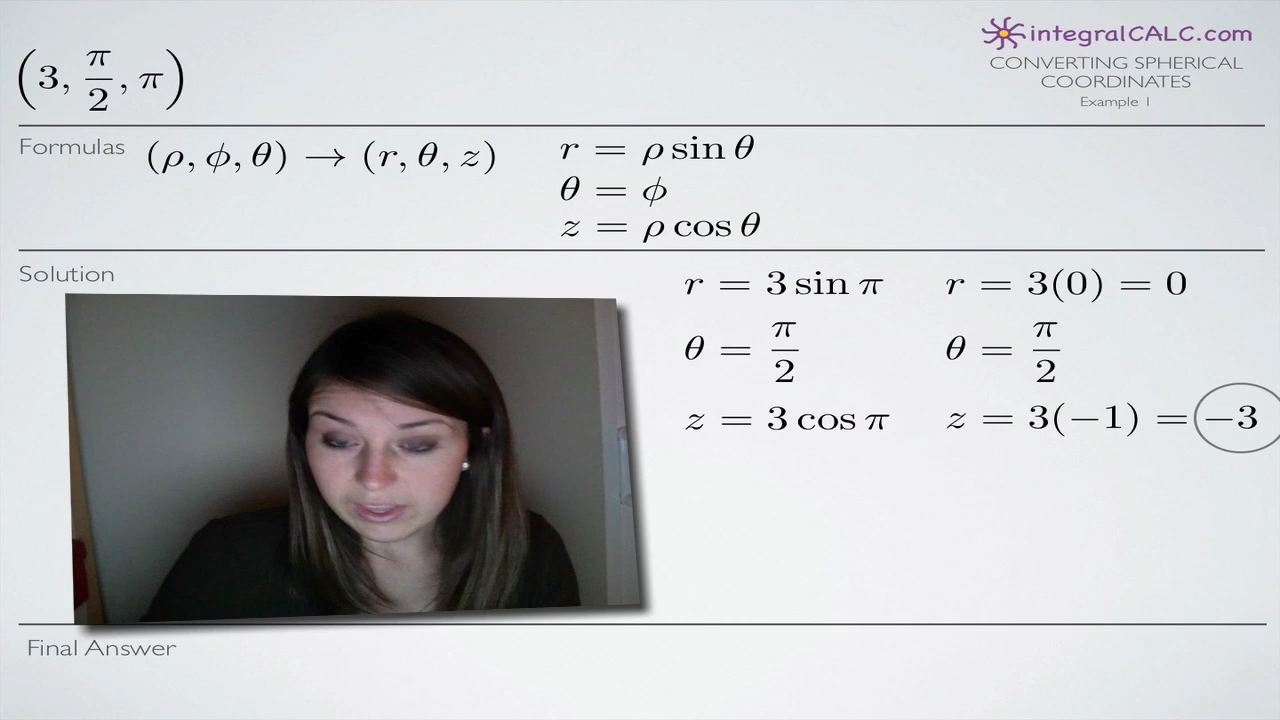 integralCALC.com
CONVERTING SPHERICAL
COORDINATES
Example 1
(3, π/2, π)
Formulas (ρ, ϕ, θ) → (r, θ, z)
r = ρ sin θ
θ = ϕ
z = ρ cos θ
Solution
r = 3 sin π r = 3(0) = 0
θ = π/2 θ = π/2
z = 3 cos π z = 3(−1) = −3
Final Answer